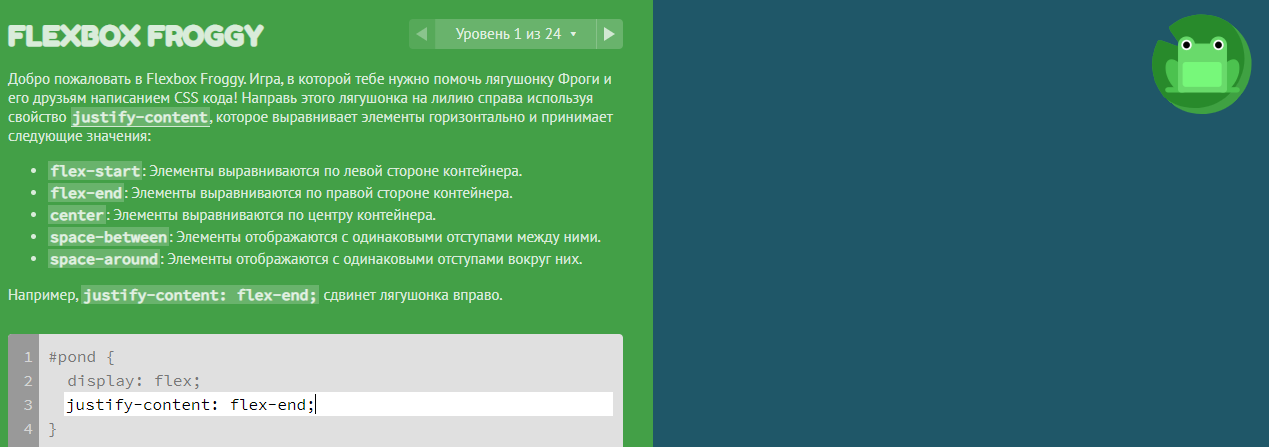 FLEXBOX FROGGY
Уровень 1 из 24
Добро пожаловать в Flexbox Froggy. Игра, в которой тебе нужно помочь лягушонку Фроги и
его друзьям написанием CSS кода! Направь этого лягушонка на лилию справа используя
свойство justify-content, которое выравнивает элементы горизонтально и принимает
следующие значения:
• flex-start: Элементы выравниваются по левой стороне контейнера.
• flex-end: Элементы выравниваются по правой стороне контейнера.
• center: Элементы выравниваются по центру контейнера.
• space-between: Элементы отображаются с одинаковыми отступами между ними.
• space-around: Элементы отображаются с одинаковыми отступами вокруг них.
Например, justify-content: flex-end; сдвинет лягушонка вправо.
1 #pond {
2 display: flex;
3 justify-content: flex-end;
4 }